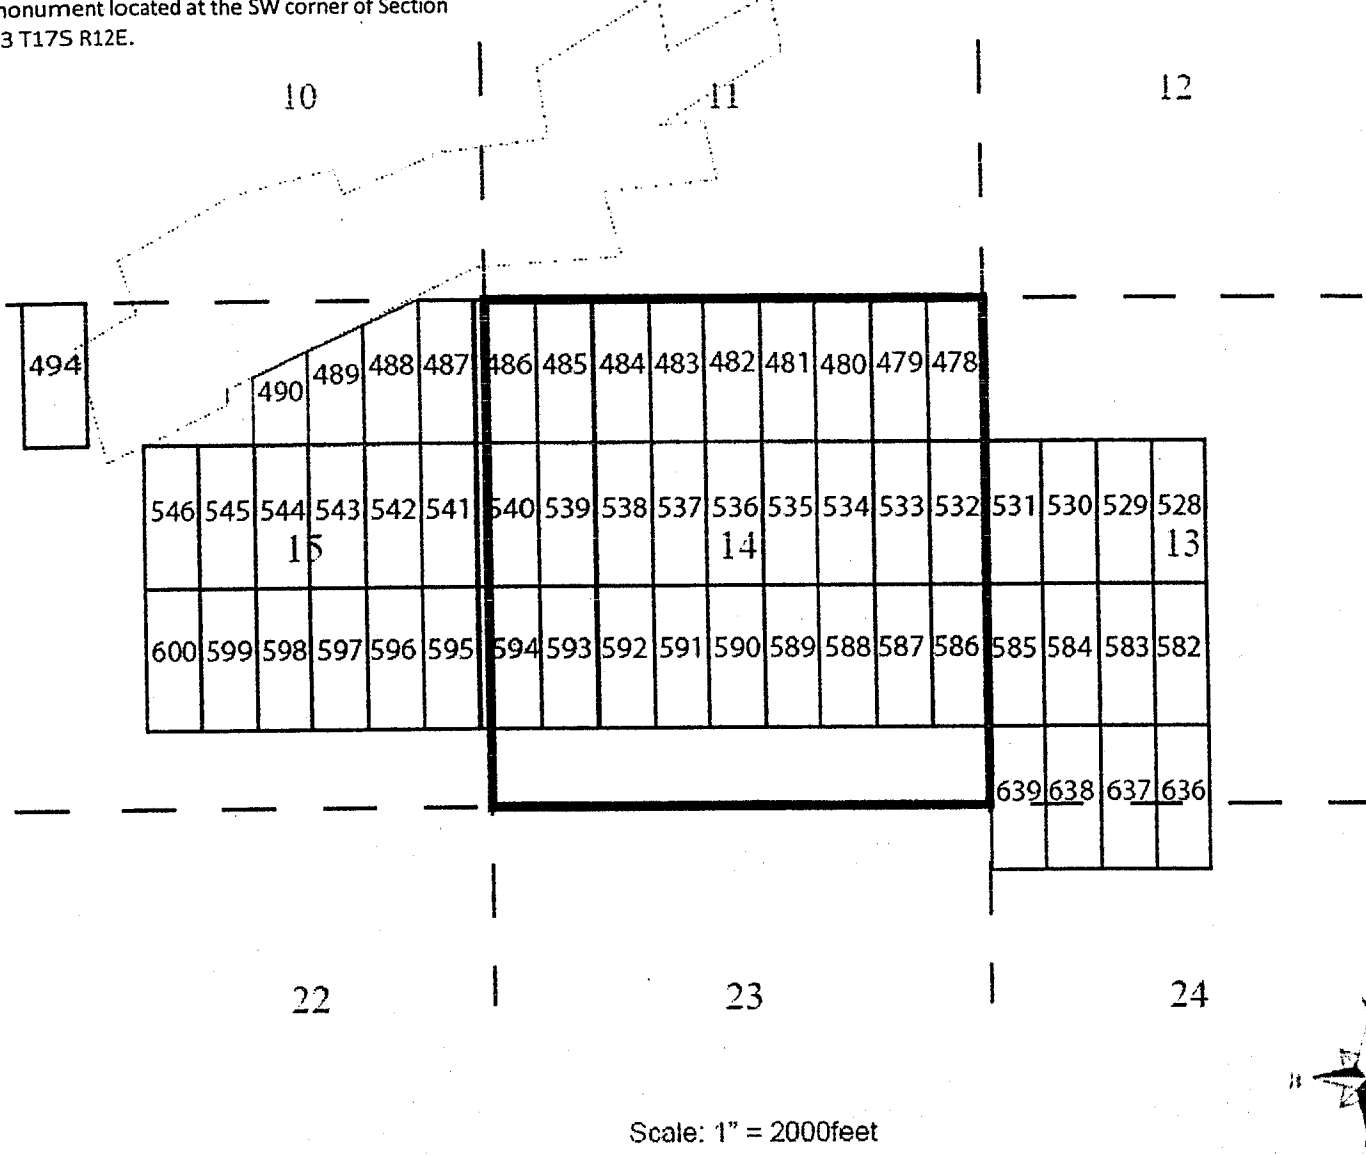 monument located at the SW corner of Section
3 T17S R12E.
10 11 12
494 490 489 488 487 486 485 484 483 482 481 480 479 478
546 545 544 543 542 541 540 539 538 537 536 535 534 533 532 531 530 529 528
15 14 13
600 599 598 597 596 595 594 593 592 591 590 589 588 587 586 585 584 583 582
639 638 637 636
22 23 24
Scale: 1” = 2000feet